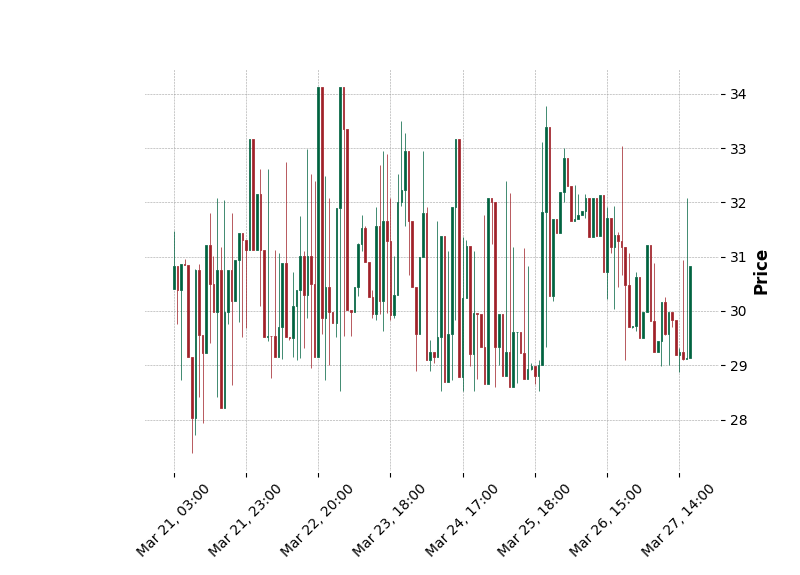 34
33
32
31
30
29
28
Price
Mar 21, 03:00
Mar 21, 23:00
Mar 22, 20:00
Mar 23, 18:00
Mar 24, 17:00
Mar 25, 18:00
Mar 26, 15:00
Mar 27, 14:00